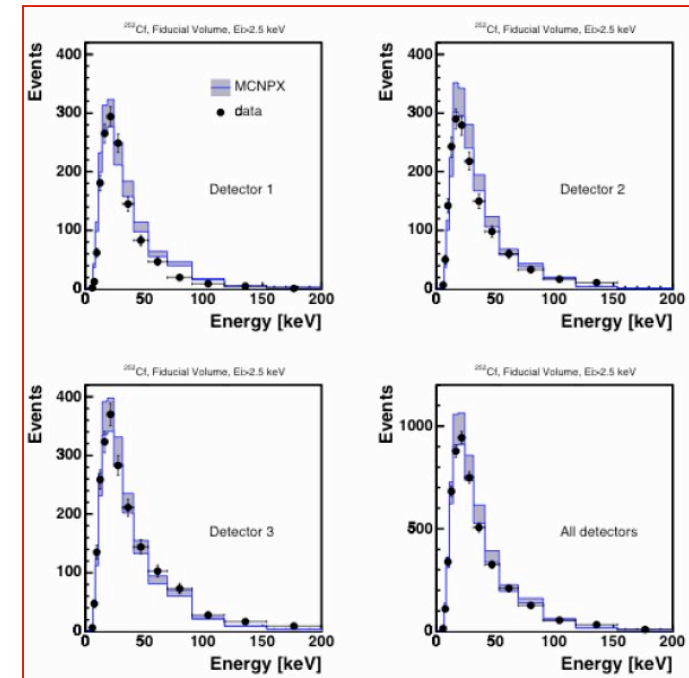 ²⁵²Cf, Fiducial Volume, Ei>2.5 keV
Events
400
300
200
100
0
MCNPX
data
Detector 1
0 50 100 150 200
Energy [keV]
²⁵²Cf, Fiducial Volume, Ei>2.5 keV
Events
400
300
200
100
0
Detector 2
0 50 100 150 200
Energy [keV]
²⁵²Cf, Fiducial Volume, Ei>2.5 keV
Events
400
300
200
100
0
Detector 3
0 50 100 150 200
Energy [keV]
²⁵²Cf, Fiducial Volume, Ei>2.5 keV
Events
1000
500
0
All detectors
0 50 100 150 200
Energy [keV]